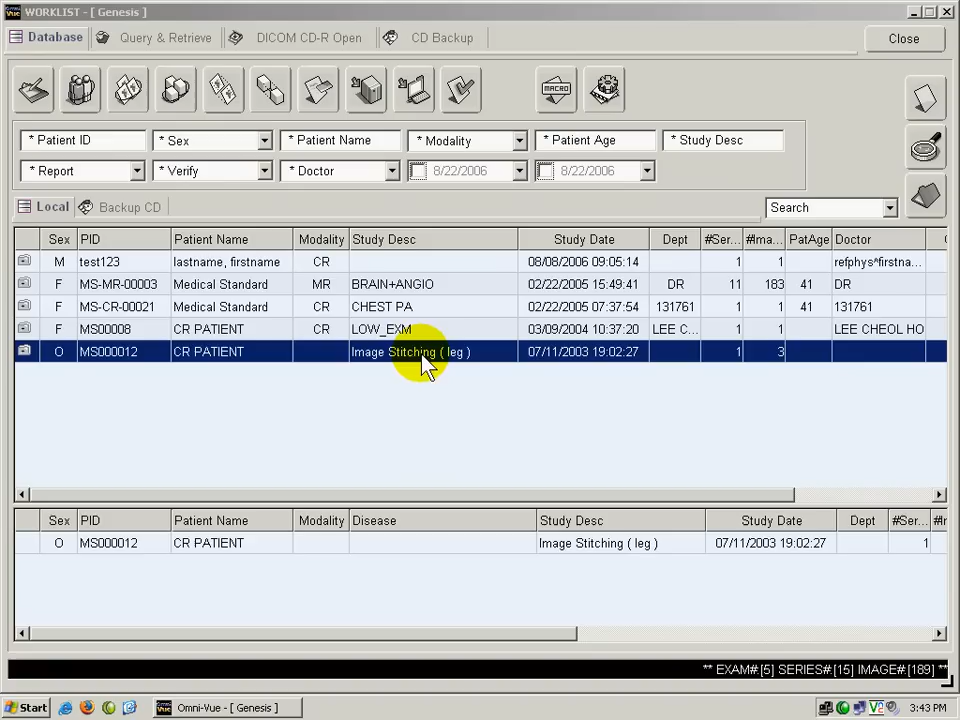 WORKLIST - [ Genesis ]
Database Query & Retrieve DICOM CD-R Open CD Backup Close
MACRO
* Patient ID * Sex * Patient Name * Modality * Patient Age * Study Desc
* Report * Verify * Doctor 8/22/2006 8/22/2006
Local Backup CD Search
Sex PID Patient Name Modality Study Desc Study Date Dept #Ser... #Ima... PatAge Doctor
M test123 lastname, firstname CR 08/08/2006 09:05:14 1 1 refphys^firstna...
F MS-MR-00003 Medical Standard MR BRAIN+ANGIO 02/22/2005 15:49:41 DR 11 183 41 DR
F MS-CR-00021 Medical Standard CR CHEST PA 02/22/2005 07:37:54 131761 1 1 41 131761
F MS00008 CR PATIENT CR LOW_EXM 03/09/2004 10:37:20 LEE C... 1 1 LEE CHEOL HO
O MS000012 CR PATIENT Image Stitching ( leg ) 07/11/2003 19:02:27 1 3
Sex PID Patient Name Modality Disease Study Desc Study Date Dept #Ser... #In
O MS000012 CR PATIENT Image Stitching ( leg ) 07/11/2003 19:02:27 1
** EXAM#.[5] SERIES#.[15] IMAGE#.[189] **
Start Omni-Vue - [ Genesis ] V2 3:43 PM